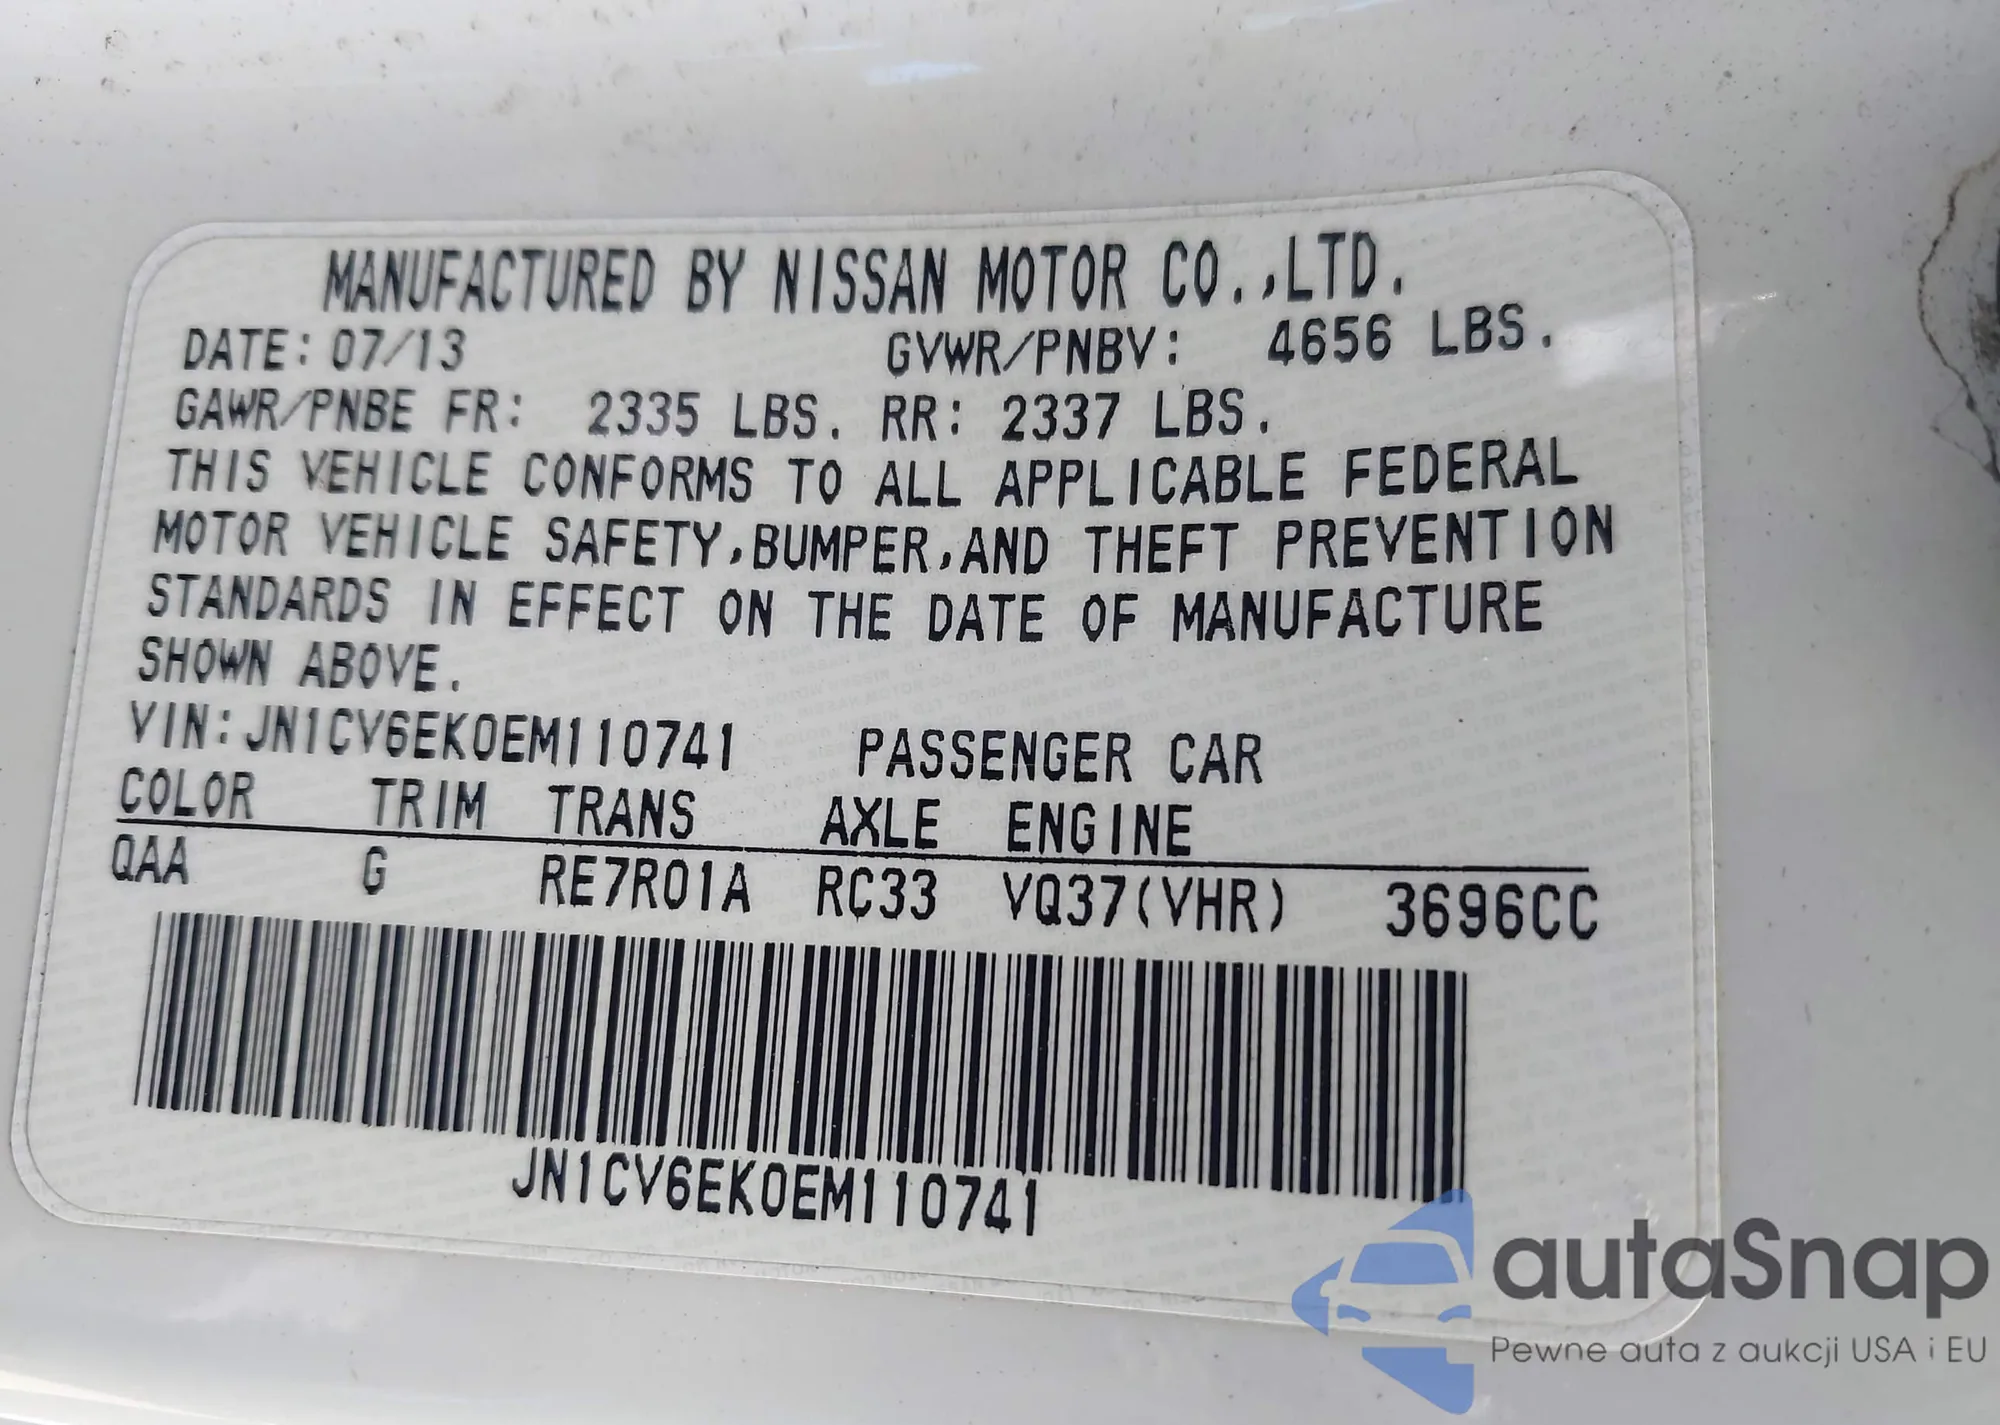 MANUFACTURED BY NISSAN MOTOR CO.,LTD.
DATE: 07/13 GVWR/PNBV: 4656 LBS.
GAWR/PNBE FR: 2335 LBS. RR: 2337 LBS.
THIS VEHICLE CONFORMS TO ALL APPLICABLE FEDERAL
MOTOR VEHICLE SAFETY,BUMPER,AND THEFT PREVENTION
STANDARDS IN EFFECT ON THE DATE OF MANUFACTURE
SHOWN ABOVE.
VIN:JN1CV6EK0EM110741 PASSENGER CAR
COLOR TRIM TRANS AXLE ENGINE
QAA G RE7R01A RC33 VQ37(VHR) 3696CC
JN1CV6EK0EM110741
autaSnap
Pewne auta z aukcji USA i EU